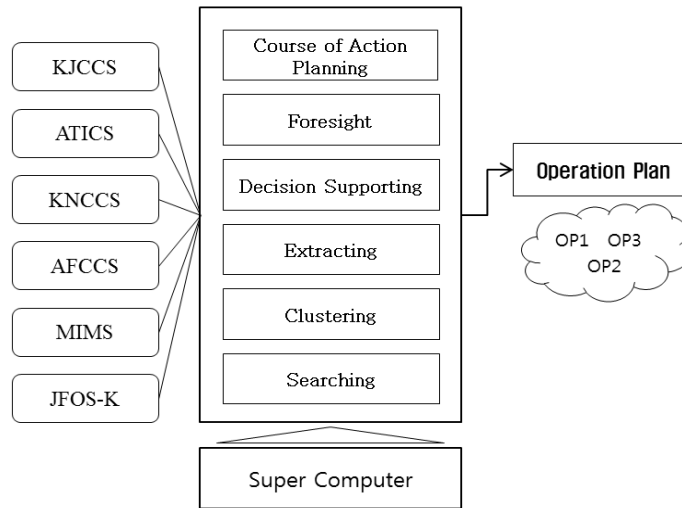 KJCCS
ATICS
KNCCS
AFCCS
MIMS
JFOS-K
Course of Action
Planning
Foresight
Decision Supporting
Extracting
Clustering
Searching
Super Computer
Operation Plan
OP1 OP3
OP2